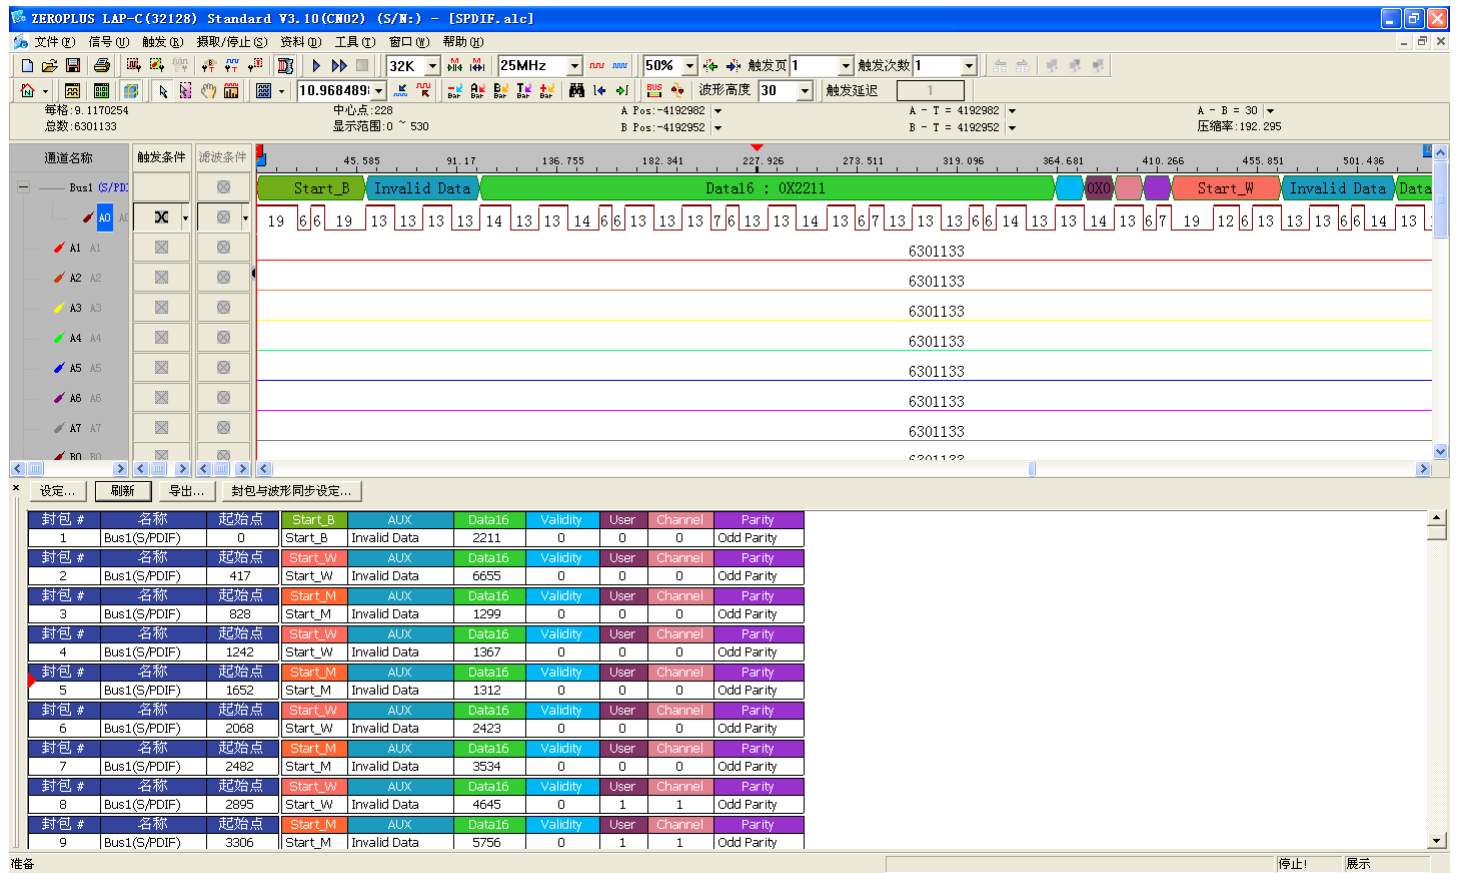 ZEROPLUS LAP-C(32128) Standard V3.10(CN02) (S/N:) - [SPDIF.alc]
文件(F) 信号(U) 触发(R) 摄取/停止(S) 资料(D) 工具(T) 窗口(W) 帮助(H)
32K 25MHz 50% 触发页 1 触发次数 1
10.968489 Bar Bar Bar Bar Bar BUS 波形高度 30 触发延迟 1
每格:9.1170254 中心点:228 A Pos:-4192982 A - T = 4192982 A - B = 30
总数:6301133 显示范围:0 ~ 530 B Pos:-4192952 B - T = 4192952 压缩率:192.295
通道名称 触发条件 滤波条件 45.585 91.17 136.755 182.341 227.926 273.511 319.096 364.681 410.266 455.851 501.436
Bus1 (S/PDI Start_B Invalid Data Data16 : 0X2211 0X0 Start_W Invalid Data Data
A0 A0 19 6 6 19 13 13 13 13 14 13 13 14 6 6 13 13 13 7 6 13 13 14 13 6 7 13 13 13 6 6 14 13 13 14 13 6 7 19 12 6 13 13 13 6 6 14 13
A1 A1 6301133
A2 A2 6301133
A3 A3 6301133
A4 A4 6301133
A5 A5 6301133
A6 A6 6301133
A7 A7 6301133
B0 B0 6301133
设定... 刷新 导出... 封包与波形同步设定...
封包 # 名称 起始点 Start_B AUX Data16 Validity User Channel Parity
1 Bus1(S/PDIF) 0 Start_B Invalid Data 2211 0 0 0 Odd Parity
封包 # 名称 起始点 Start_W AUX Data16 Validity User Channel Parity
2 Bus1(S/PDIF) 417 Start_W Invalid Data 6655 0 0 0 Odd Parity
封包 # 名称 起始点 Start_M AUX Data16 Validity User Channel Parity
3 Bus1(S/PDIF) 828 Start_M Invalid Data 1299 0 0 0 Odd Parity
封包 # 名称 起始点 Start_W AUX Data16 Validity User Channel Parity
4 Bus1(S/PDIF) 1242 Start_W Invalid Data 1367 0 0 0 Odd Parity
封包 # 名称 起始点 Start_M AUX Data16 Validity User Channel Parity
5 Bus1(S/PDIF) 1652 Start_M Invalid Data 1312 0 0 0 Odd Parity
封包 # 名称 起始点 Start_W AUX Data16 Validity User Channel Parity
6 Bus1(S/PDIF) 2068 Start_W Invalid Data 2423 0 0 0 Odd Parity
封包 # 名称 起始点 Start_M AUX Data16 Validity User Channel Parity
7 Bus1(S/PDIF) 2482 Start_M Invalid Data 3534 0 0 0 Odd Parity
封包 # 名称 起始点 Start_W AUX Data16 Validity User Channel Parity
8 Bus1(S/PDIF) 2895 Start_W Invalid Data 4645 0 1 1 Odd Parity
封包 # 名称 起始点 Start_M AUX Data16 Validity User Channel Parity
9 Bus1(S/PDIF) 3306 Start_M Invalid Data 5756 0 1 1 Odd Parity
准备 停止! 展示